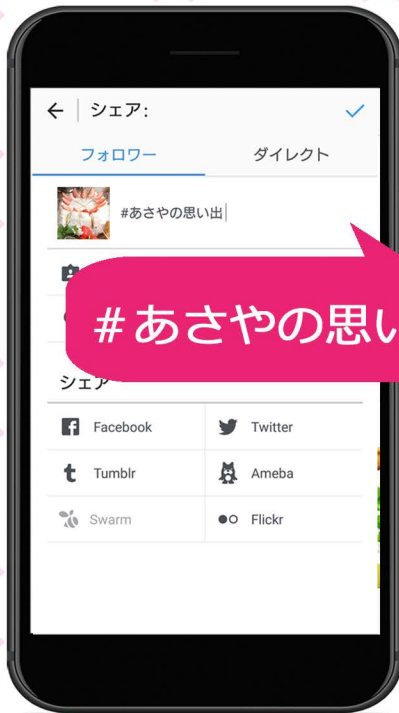 シェア:
フォロワー ダイレクト
#あさやの思い出
#あさやの思い
シェア
Facebook Twitter
Tumblr Ameba
Swarm Flickr